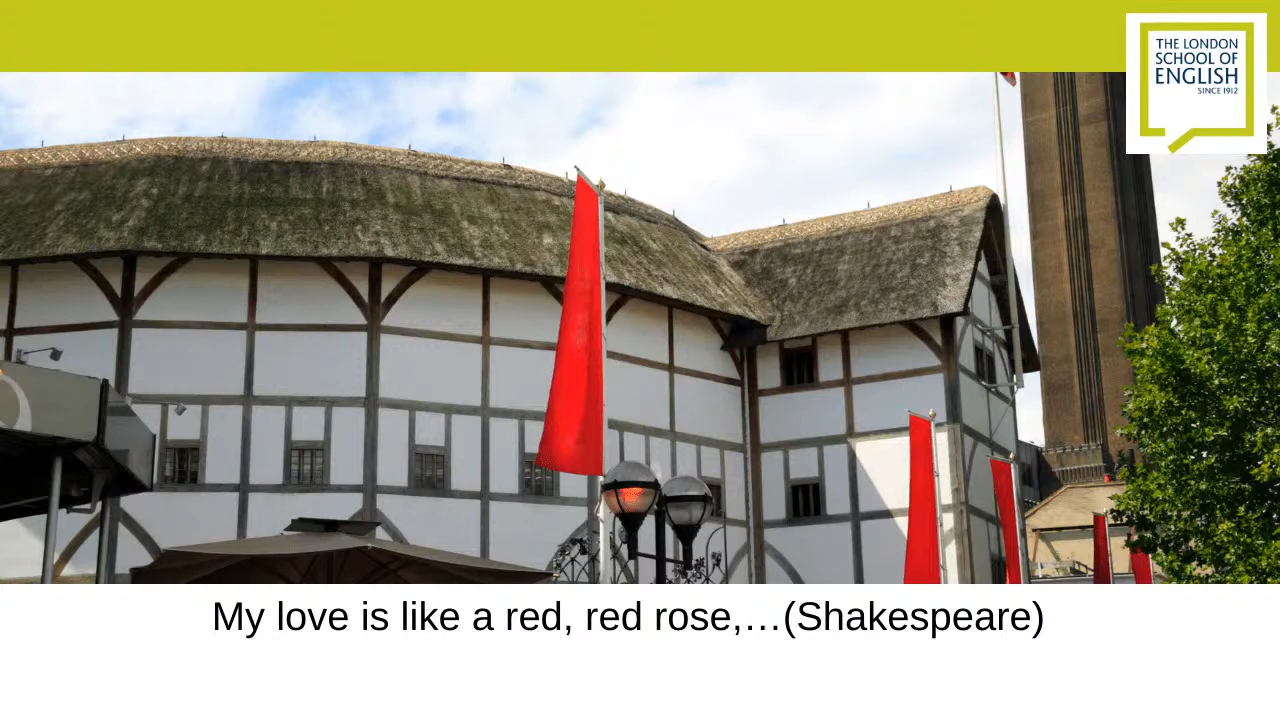 THE LONDON
SCHOOL OF
ENGLISH
SINCE 1912
My love is like a red, red rose,…(Shakespeare)